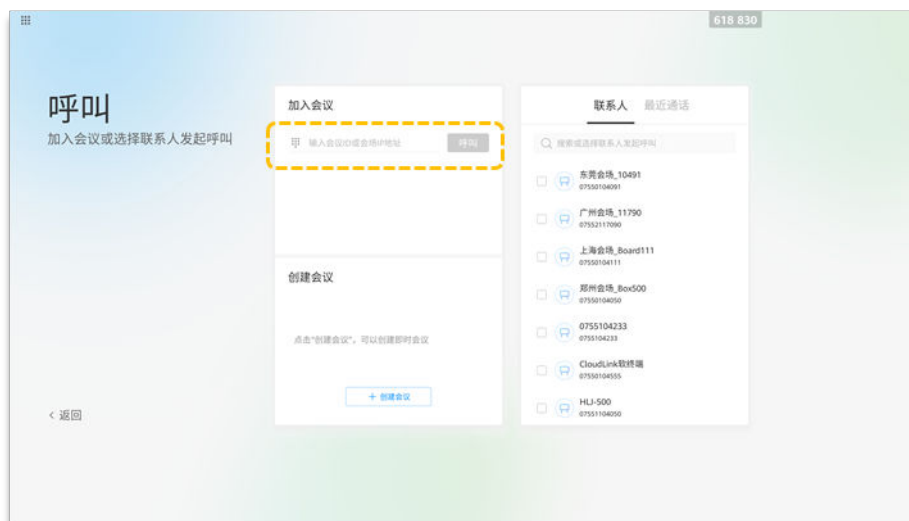 618 830
呼叫
加入会议或选择联系人发起呼叫
加入会议
输入会议ID或会场IP地址
呼叫
创建会议
点击"创建会议"，可以创建即时会议
+ 创建会议
联系人 最近通话
搜索或选择联系人发起呼叫
东莞会场_10491
07550104091
广州会场_11790
07552117090
上海会场_Board111
07550104111
郑州会场_Box500
07550104050
0755104233
0755104233
CloudLink软终端
07550104555
HLJ-500
07551104050
< 返回